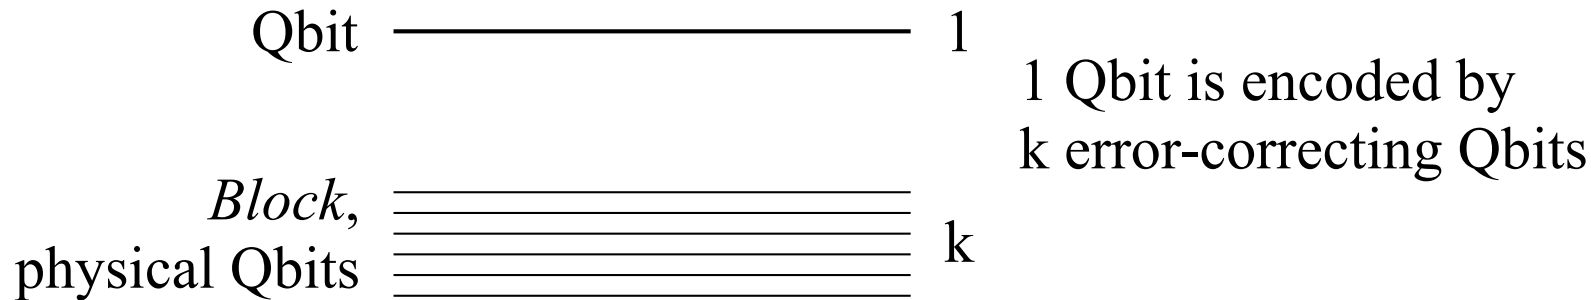 Qbit
1
1 Qbit is encoded by
k error-correcting Qbits
Block,
physical Qbits
k